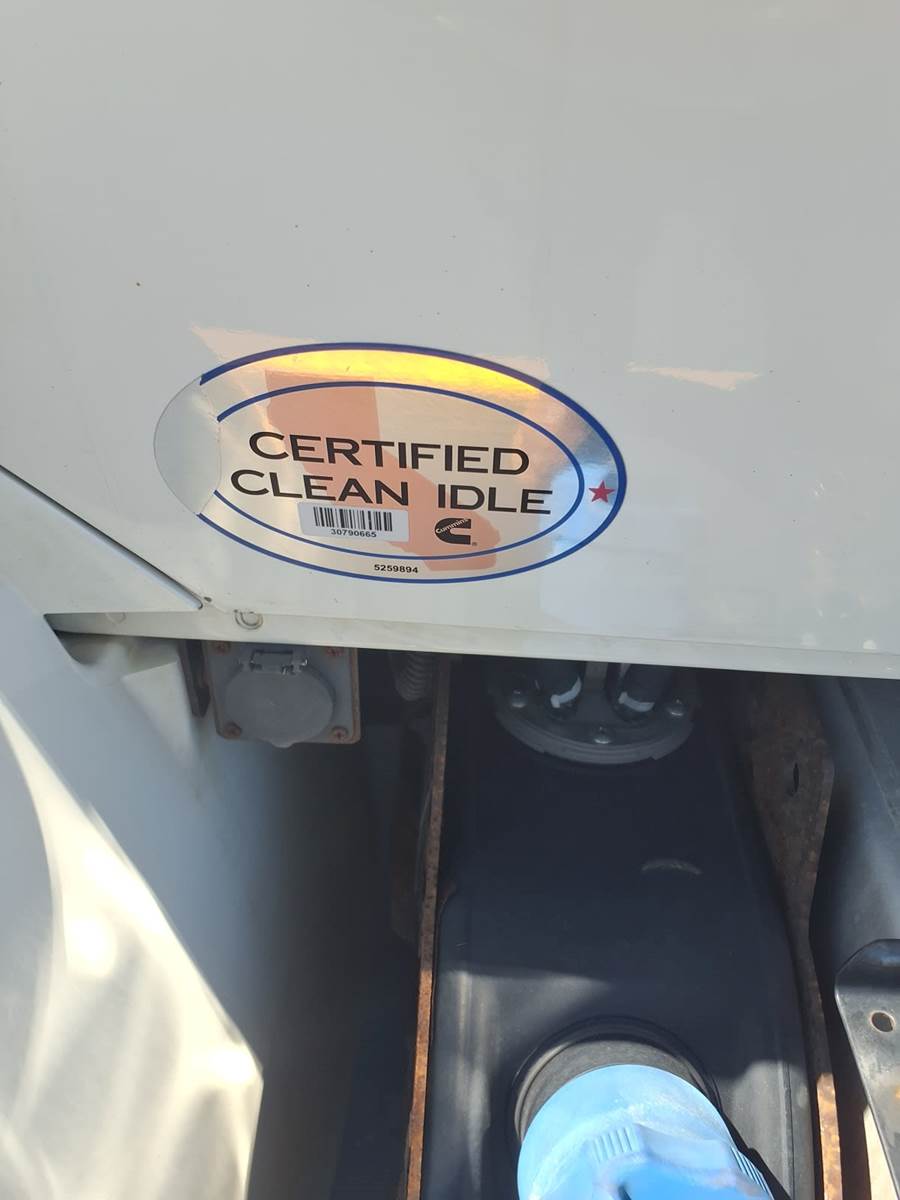 CERTIFIED
CLEAN IDLE
30790665
Cummins
®
5259894